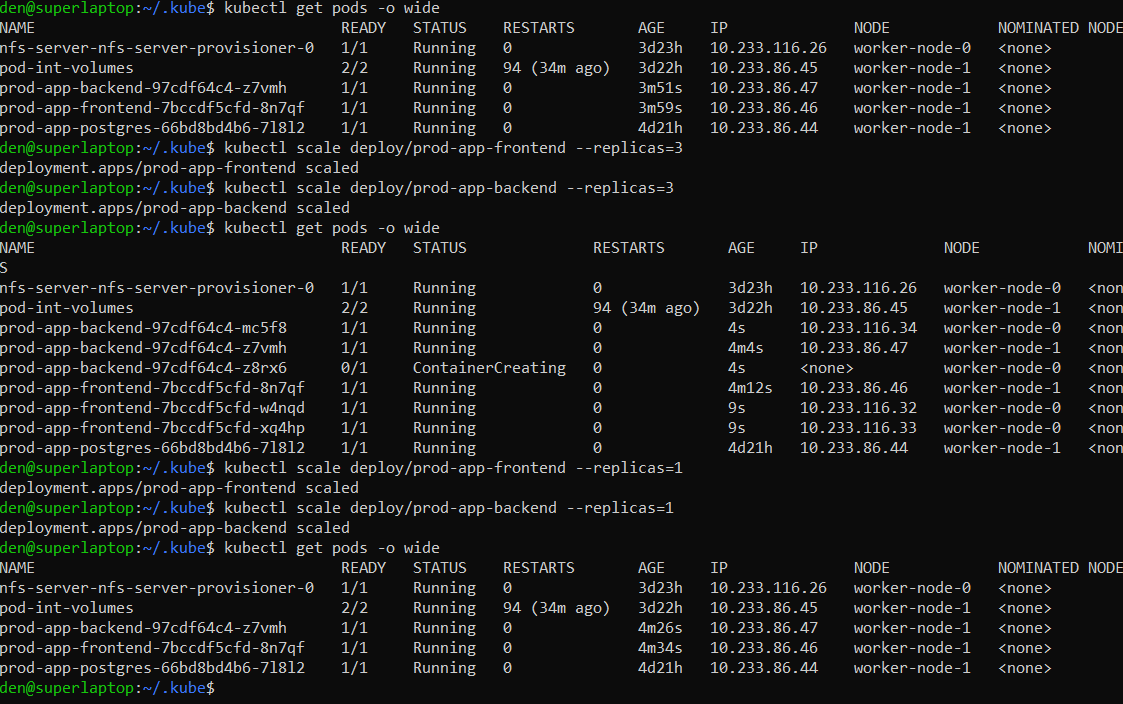 den@superlaptop:~/.kube$ kubectl get pods -o wide
NAME READY STATUS RESTARTS AGE IP NODE NOMINATED NODE
nfs-server-nfs-server-provisioner-0 1/1 Running 0 3d23h 10.233.116.26 worker-node-0 <none>
pod-int-volumes 2/2 Running 94 (34m ago) 3d22h 10.233.86.45 worker-node-1 <none>
prod-app-backend-97cdf64c4-z7vmh 1/1 Running 0 3m51s 10.233.86.47 worker-node-1 <none>
prod-app-frontend-7bccdf5cfd-8n7qf 1/1 Running 0 3m59s 10.233.86.46 worker-node-1 <none>
prod-app-postgres-66bd8bd4b6-7l8l2 1/1 Running 0 4d21h 10.233.86.44 worker-node-1 <none>
den@superlaptop:~/.kube$ kubectl scale deploy/prod-app-frontend --replicas=3
deployment.apps/prod-app-frontend scaled
den@superlaptop:~/.kube$ kubectl scale deploy/prod-app-backend --replicas=3
deployment.apps/prod-app-backend scaled
den@superlaptop:~/.kube$ kubectl get pods -o wide
NAME READY STATUS RESTARTS AGE IP NODE NOMI
S
nfs-server-nfs-server-provisioner-0 1/1 Running 0 3d23h 10.233.116.26 worker-node-0 <non
pod-int-volumes 2/2 Running 94 (34m ago) 3d22h 10.233.86.45 worker-node-1 <non
prod-app-backend-97cdf64c4-mc5f8 1/1 Running 0 4s 10.233.116.34 worker-node-0 <non
prod-app-backend-97cdf64c4-z7vmh 1/1 Running 0 4m4s 10.233.86.47 worker-node-1 <non
prod-app-backend-97cdf64c4-z8rx6 0/1 ContainerCreating 0 4s <none> worker-node-0 <non
prod-app-frontend-7bccdf5cfd-8n7qf 1/1 Running 0 4m12s 10.233.86.46 worker-node-1 <non
prod-app-frontend-7bccdf5cfd-w4nqd 1/1 Running 0 9s 10.233.116.32 worker-node-0 <non
prod-app-frontend-7bccdf5cfd-xq4hp 1/1 Running 0 9s 10.233.116.33 worker-node-0 <non
prod-app-postgres-66bd8bd4b6-7l8l2 1/1 Running 0 4d21h 10.233.86.44 worker-node-1 <non
den@superlaptop:~/.kube$ kubectl scale deploy/prod-app-frontend --replicas=1
deployment.apps/prod-app-frontend scaled
den@superlaptop:~/.kube$ kubectl scale deploy/prod-app-backend --replicas=1
deployment.apps/prod-app-backend scaled
den@superlaptop:~/.kube$ kubectl get pods -o wide
NAME READY STATUS RESTARTS AGE IP NODE NOMINATED NODE
nfs-server-nfs-server-provisioner-0 1/1 Running 0 3d23h 10.233.116.26 worker-node-0 <none>
pod-int-volumes 2/2 Running 94 (34m ago) 3d22h 10.233.86.45 worker-node-1 <none>
prod-app-backend-97cdf64c4-z7vmh 1/1 Running 0 4m26s 10.233.86.47 worker-node-1 <none>
prod-app-frontend-7bccdf5cfd-8n7qf 1/1 Running 0 4m34s 10.233.86.46 worker-node-1 <none>
prod-app-postgres-66bd8bd4b6-7l8l2 1/1 Running 0 4d21h 10.233.86.44 worker-node-1 <none>
den@superlaptop:~/.kube$